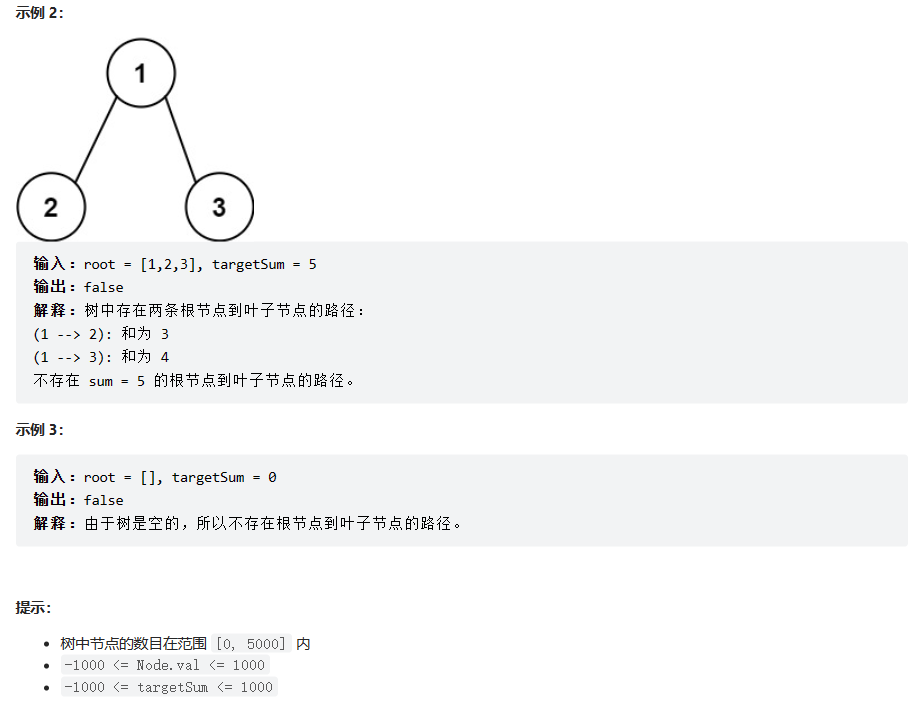 示例 2：
1
2
3
输入：root = [1,2,3], targetSum = 5
输出：false
解释：树中存在两条根节点到叶子节点的路径：
(1 --> 2): 和为 3
(1 --> 3): 和为 4
不存在 sum = 5 的根节点到叶子节点的路径。
示例 3：
输入：root = [], targetSum = 0
输出：false
解释：由于树是空的，所以不存在根节点到叶子节点的路径。
提示：
• 树中节点的数目在范围 [0, 5000] 内
• -1000 <= Node.val <= 1000
• -1000 <= targetSum <= 1000